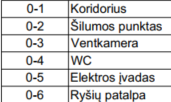 0-1 Koridorius
0-2 Šilumos punktas
0-3 Ventkamera
0-4 WC
0-5 Elektros įvadas
0-6 Ryšių patalpa